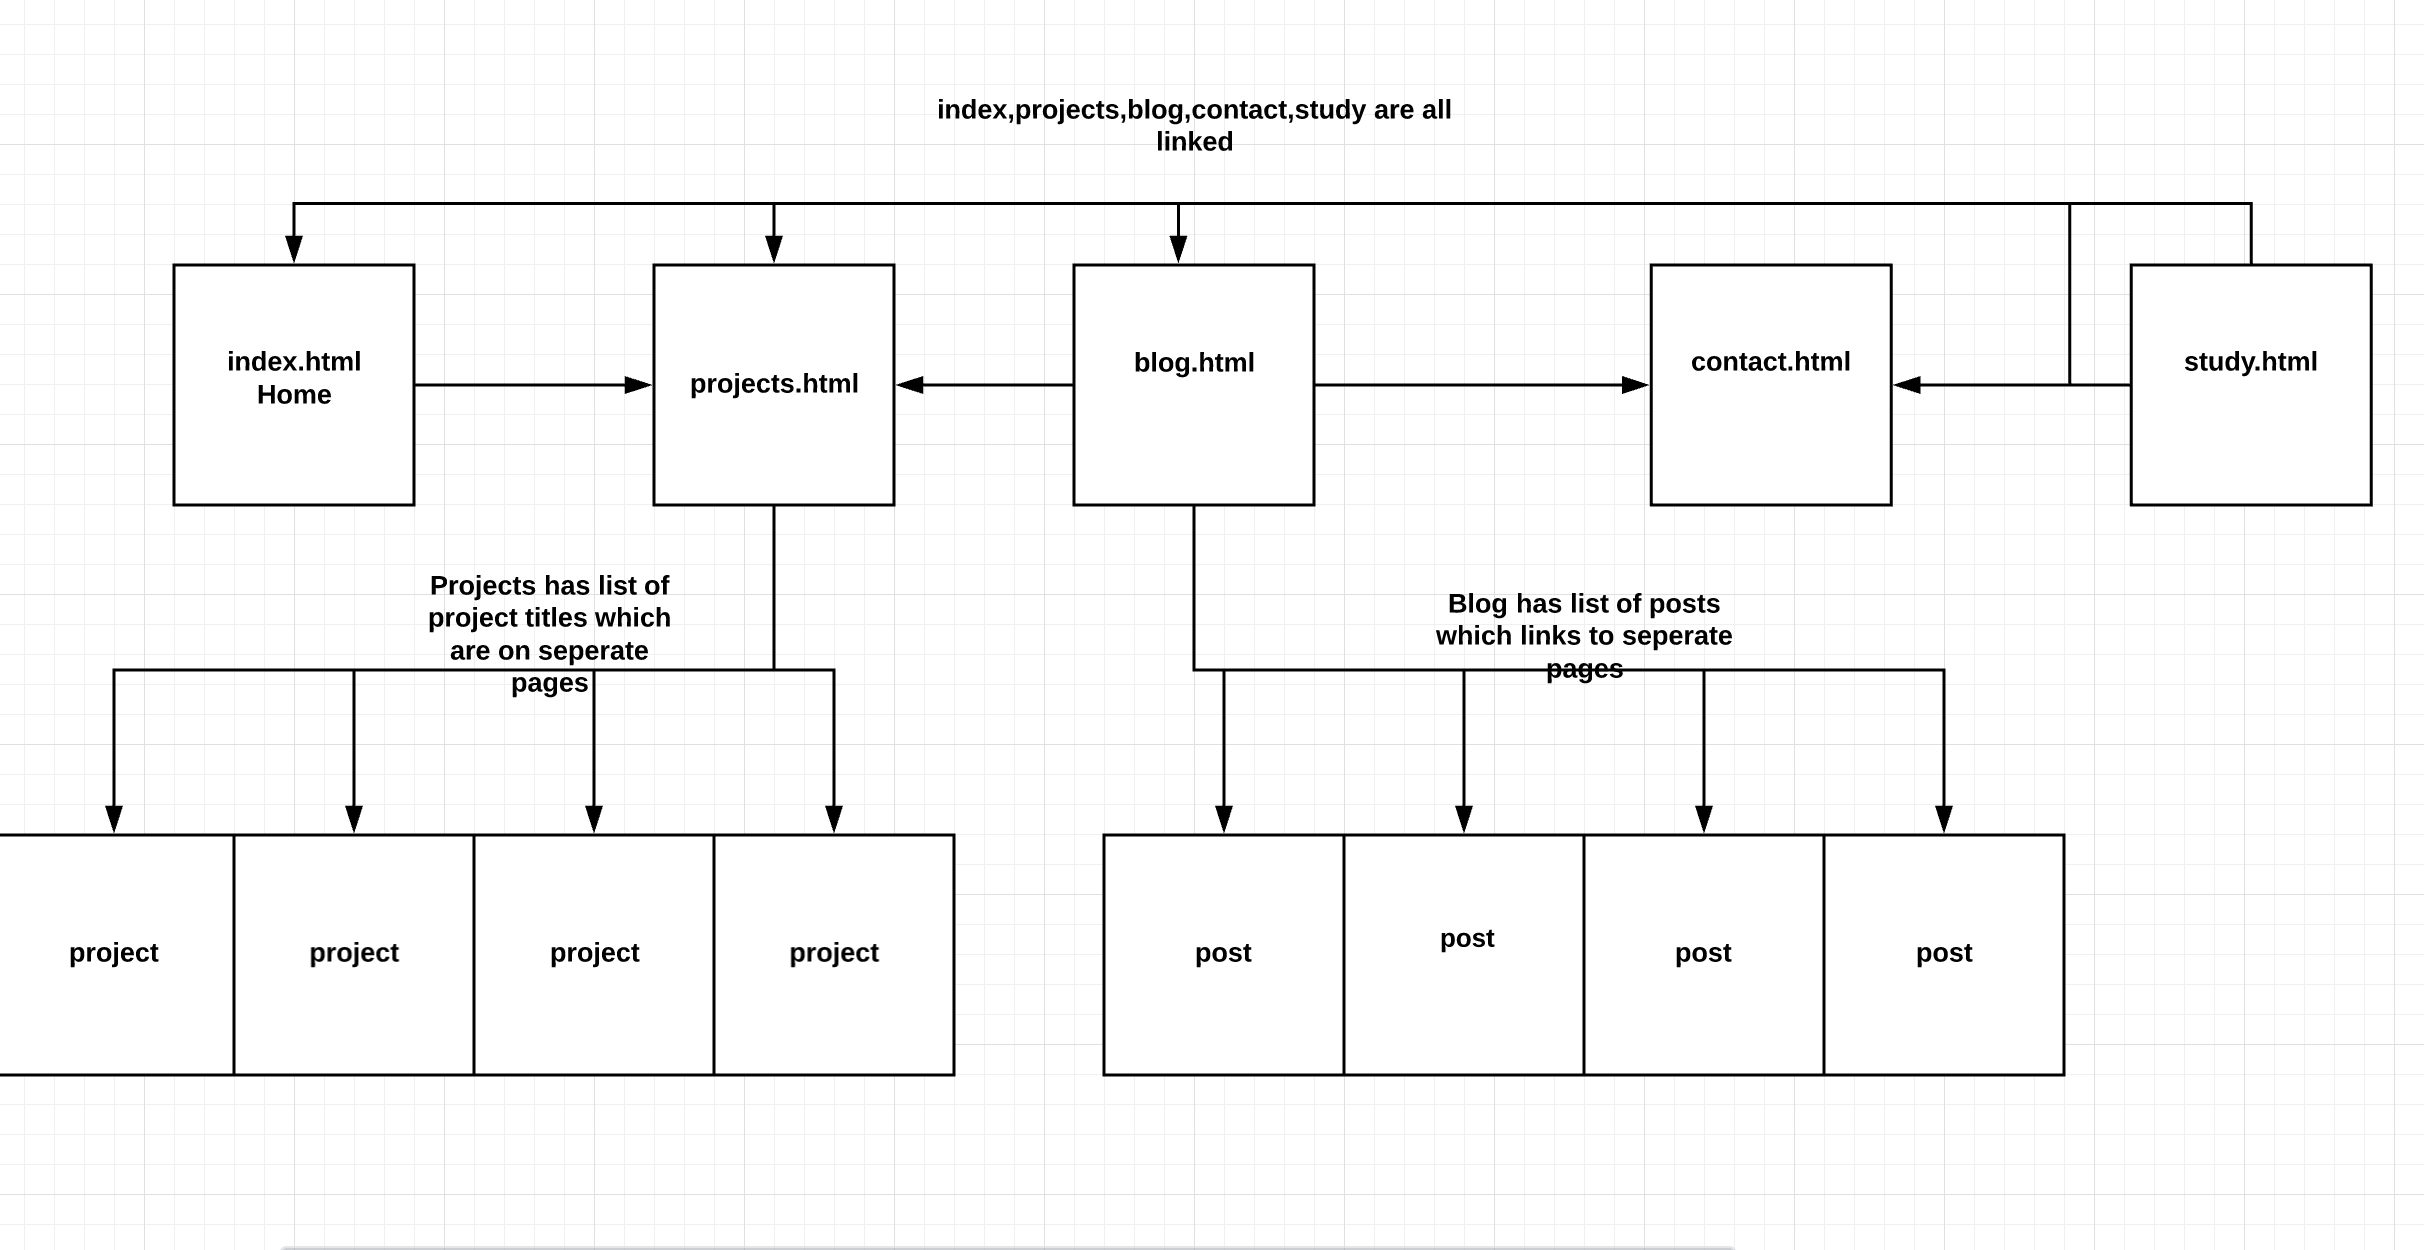 index,projects,blog,contact,study are all
linked
index.html
Home
projects.html
blog.html
contact.html
study.html
Projects has list of
project titles which
are on seperate
pages
Blog has list of posts
which links to seperate
pages
project
project
project
project
post
post
post
post